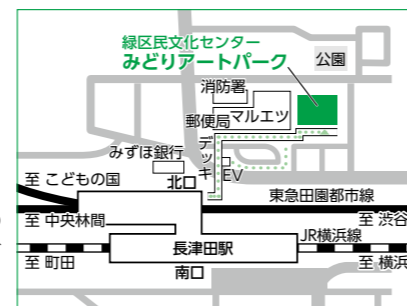 緑区民文化センター
みどりアートパーク
公園
消防署
郵便局
マルエツ
デッキ
みずほ銀行
EV
北口
至 こどもの国
東急田園都市線
至 中央林間
至 渋谷
長津田駅
JR横浜線
至 町田
至 横浜
南口